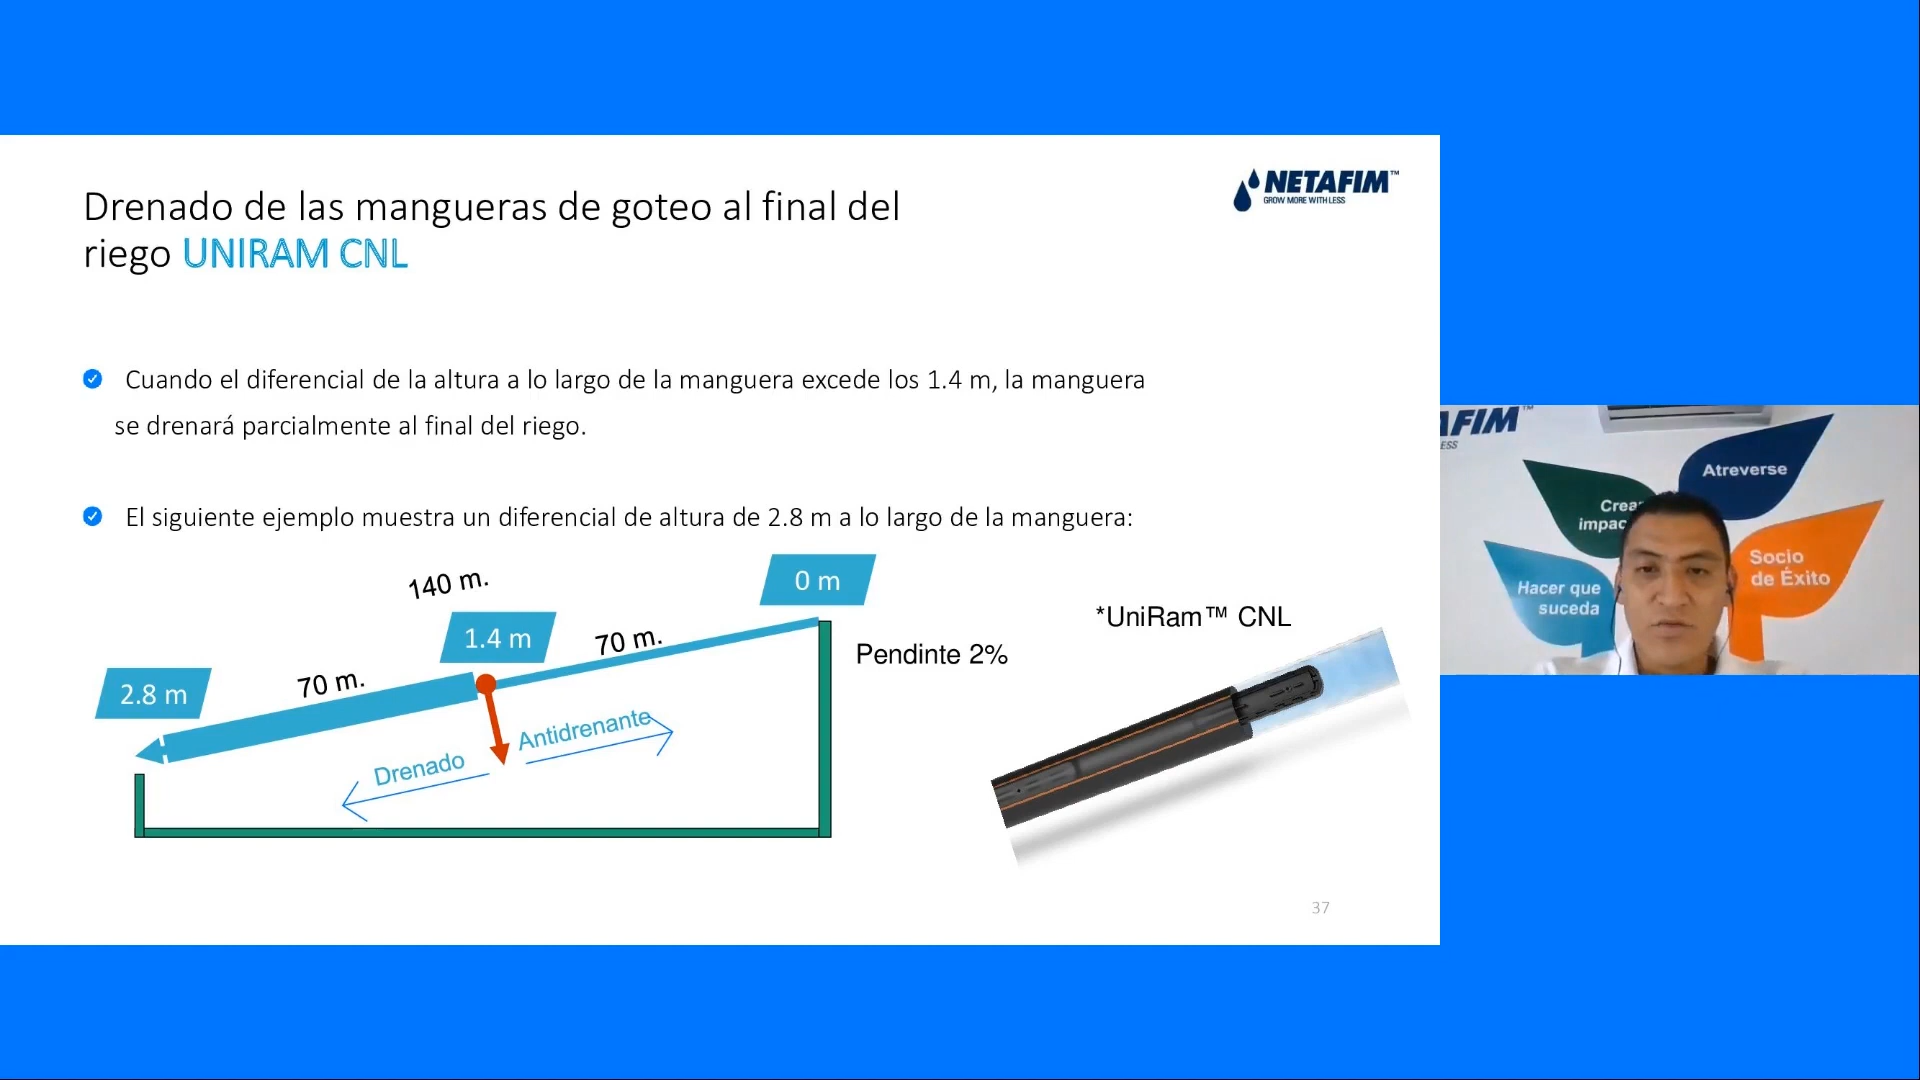 Drenado de las mangueras de goteo al final del
riego UNIRAM CNL
NETAFIM™
GROW MORE WITH LESS
Cuando el diferencial de la altura a lo largo de la manguera excede los 1.4 m, la manguera
se drenará parcialmente al final del riego.
El siguiente ejemplo muestra un diferencial de altura de 2.8 m a lo largo de la manguera:
140 m.
0 m
1.4 m
70 m.
2.8 m
70 m.
Pendinte 2%
Antidrenante
Drenado
*UniRam™ CNL
37
AFIM™
ESS
Atreverse
Crea
impac
Socio
de Éxito
Hacer que
suceda